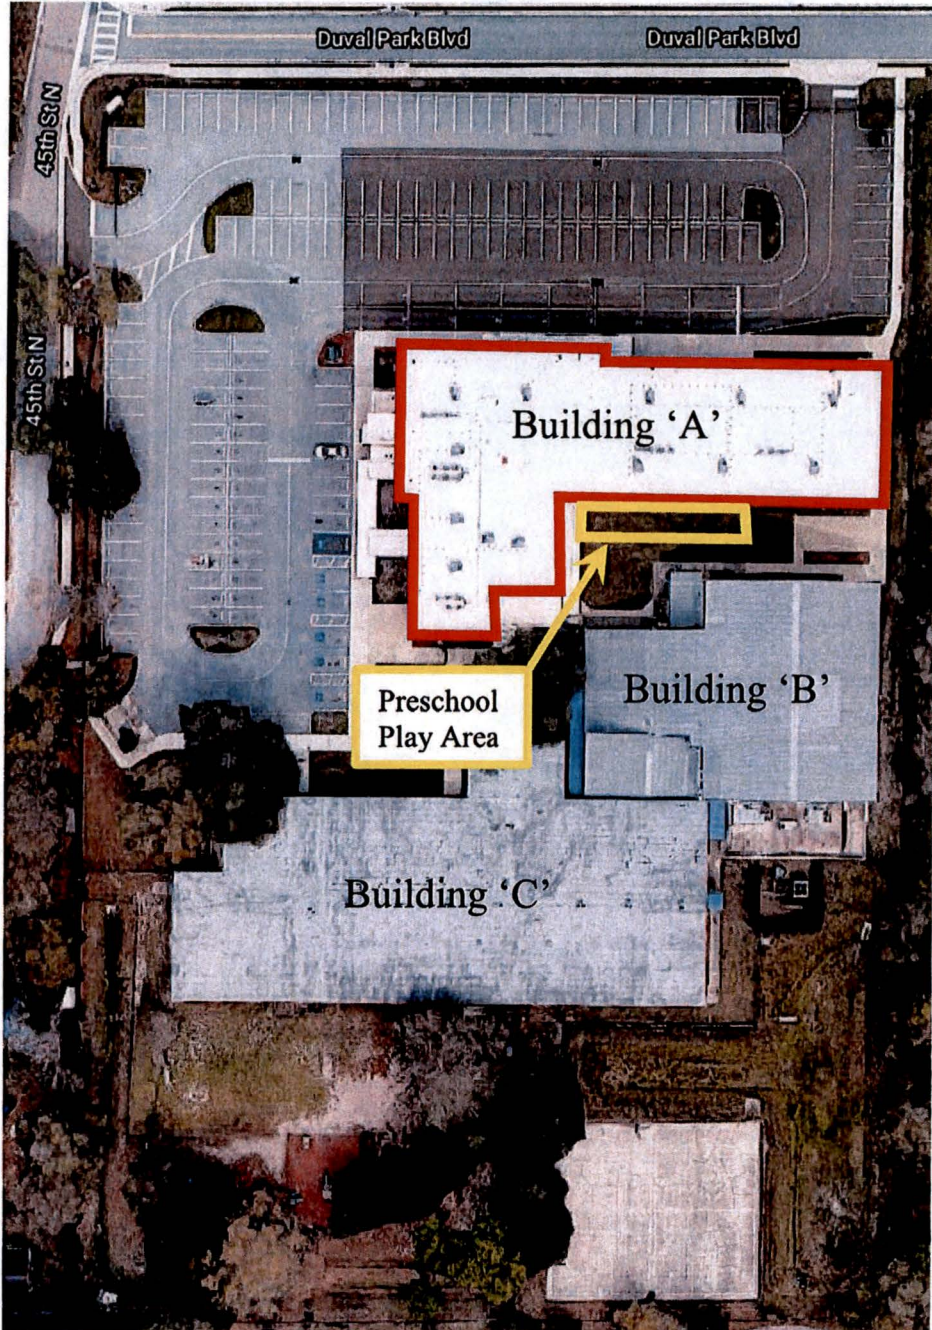 Duval Park Blvd
Duval Park Blvd
45th St N
45th St N
Building ‘A’
Preschool
Play Area
Building ‘B’
Building ‘C’